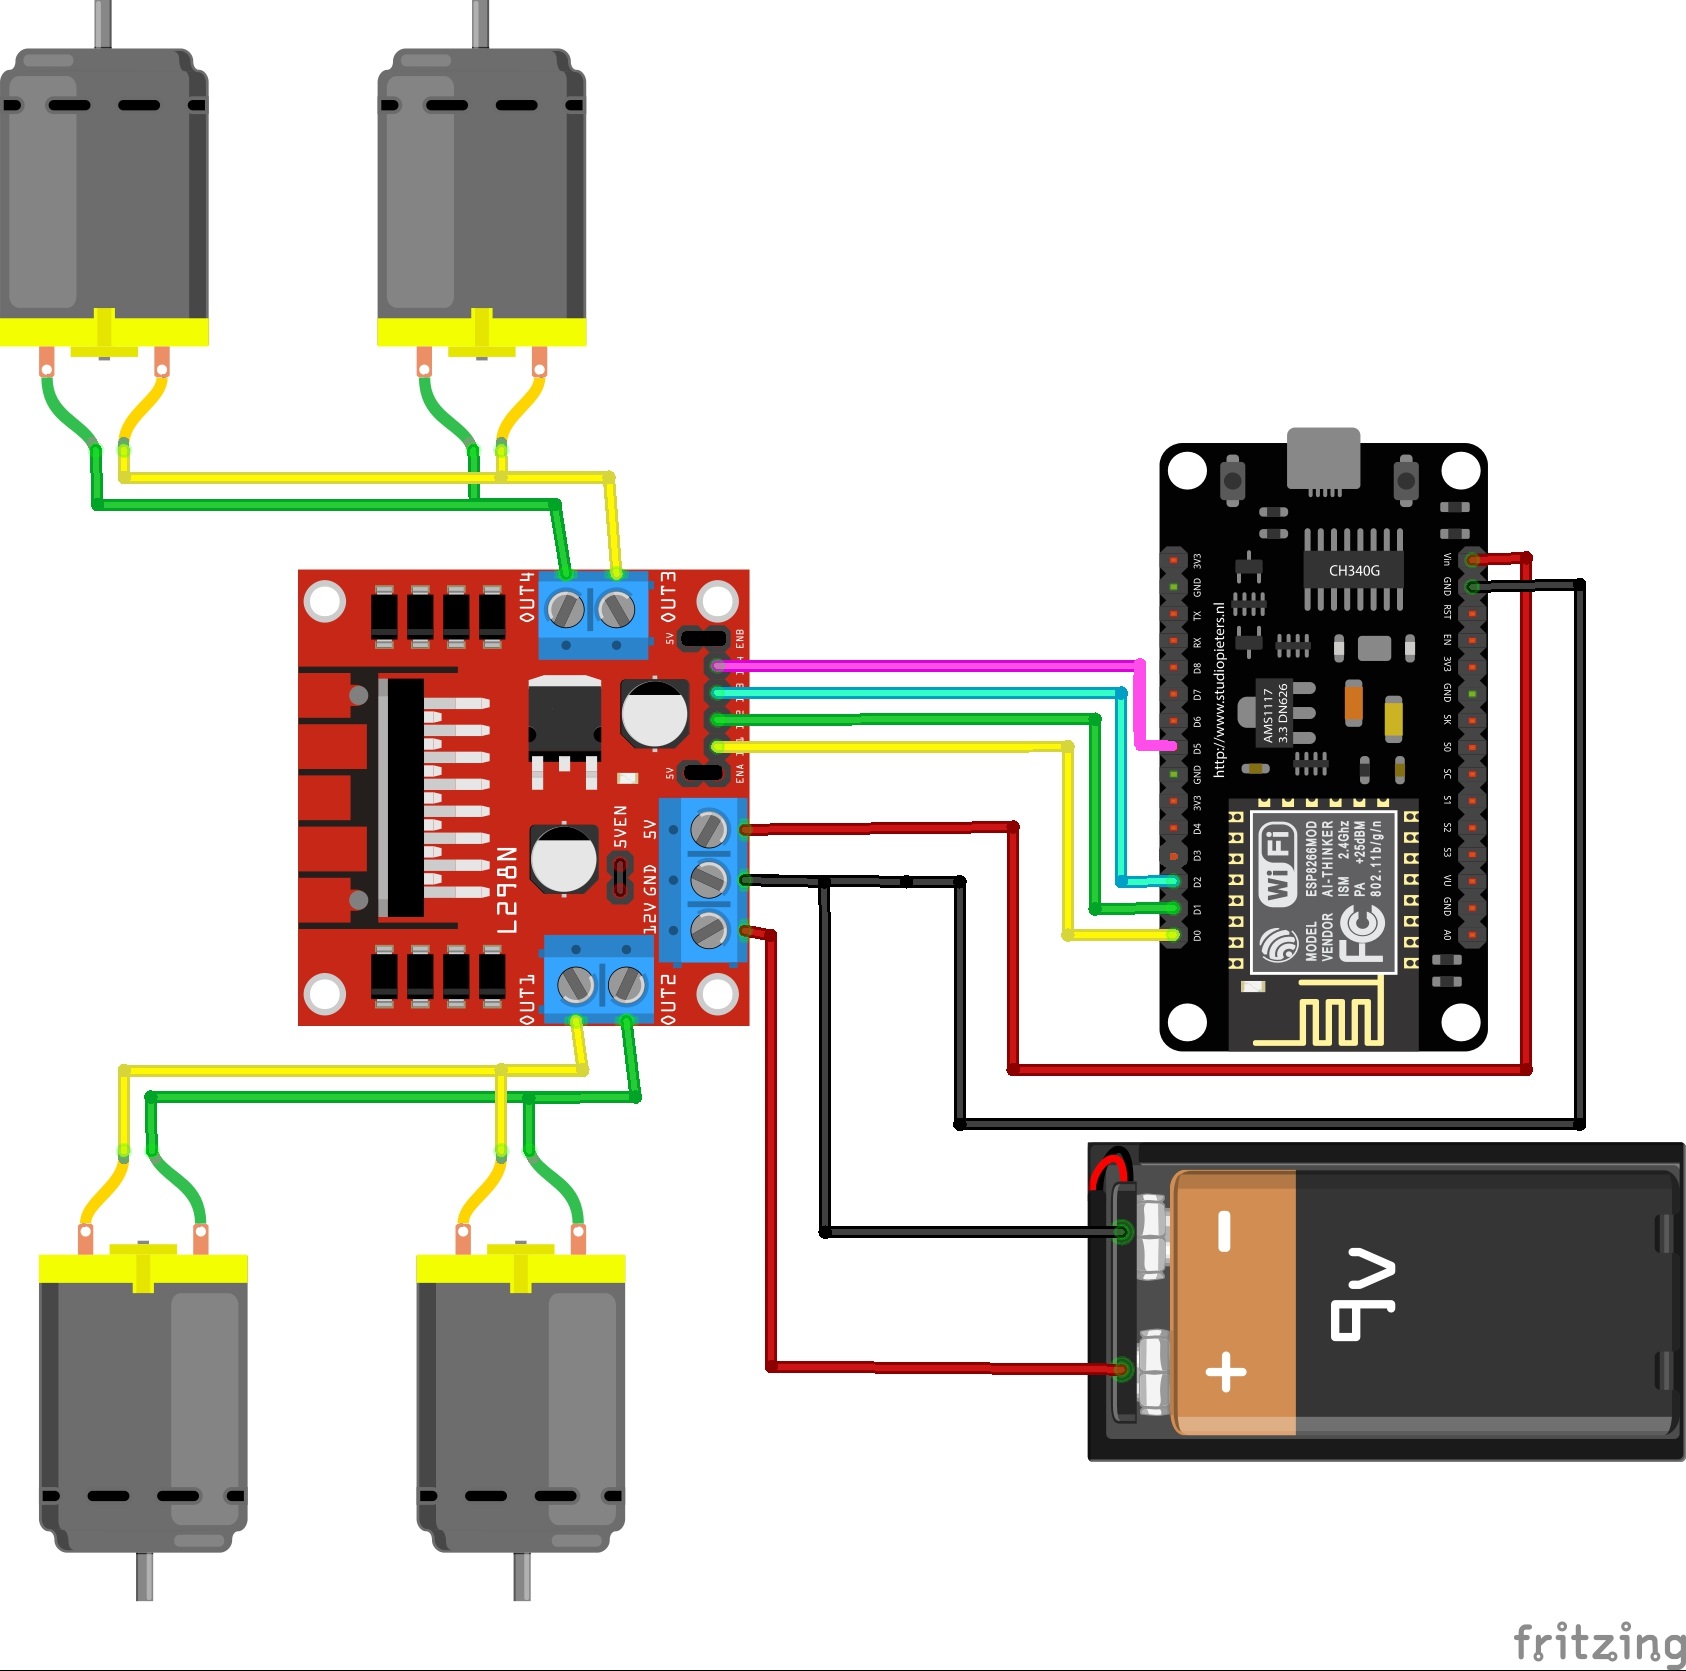 OUT4
OUT3
5V
ENB
5V
ENA
5VEN
5V
GND
12V
L298N
OUT1
OUT2
3V3
GND
TX
RX
D8
D7
D6
D5
GND
3V3
D4
D3
D2
D1
D0
http://www.studiopieters.nl
CH340G
AMS1117
3.3 DN626
Vin
GND
RST
EN
3V3
GND
SK
S0
SC
S1
S2
S3
VU
GND
A0
WiFi
MODEL ESP8266MOD
VENDOR AI-THINKER
ISM 2.4Ghz
PA +25dBM
802.11b/g/n
FC
-
+
9V
fritzing